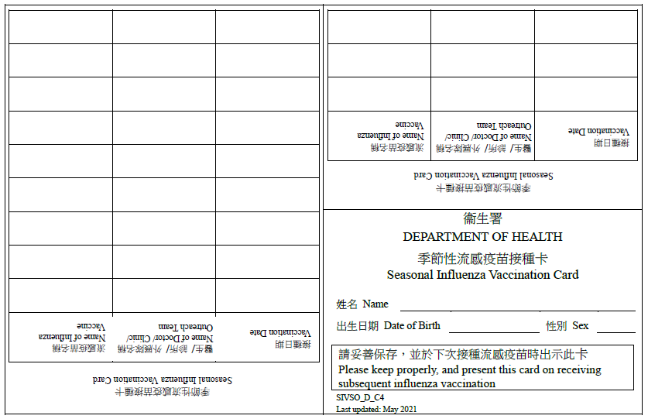 季節性流感疫苗接種卡
Seasonal Influenza Vaccination Card
接種日期
Vaccination Date
醫生/ 診所/ 外展隊名稱
Name of Doctor/ Clinic/
Outreach Team
流感疫苗名稱
Name of Influenza
Vaccine
季節性流感疫苗接種卡
Seasonal Influenza Vaccination Card
接種日期
Vaccination Date
醫生/ 診所/ 外展隊名稱
Name of Doctor/ Clinic/
Outreach Team
流感疫苗名稱
Name of Influenza
Vaccine
衞生署
DEPARTMENT OF HEALTH
季節性流感疫苗接種卡
Seasonal Influenza Vaccination Card
姓名 Name
出生日期 Date of Birth 性別 Sex
請妥善保存，並於下次接種流感疫苗時出示此卡
Please keep properly, and present this card on receiving
subsequent influenza vaccination
SIVSO_D_C4
Last updated: May 2021